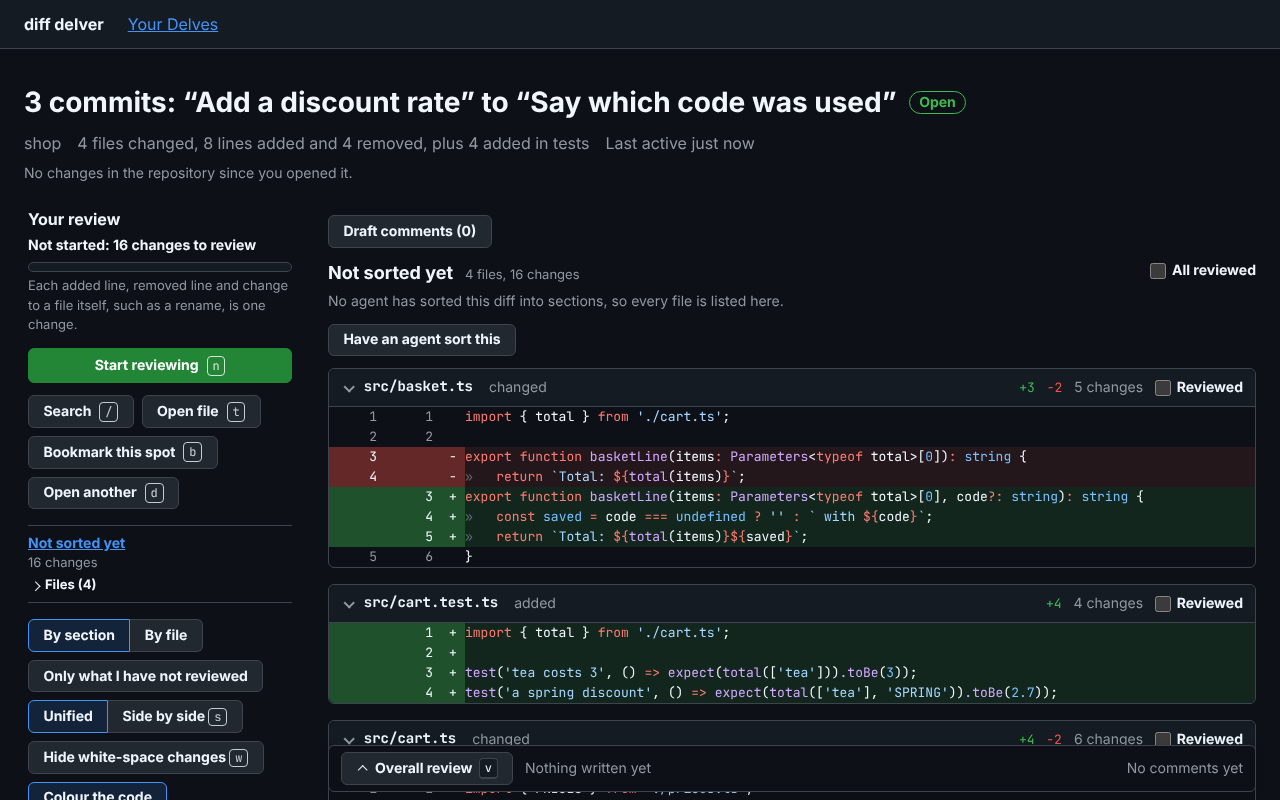 diff delver Your Delves
3 commits: “Add a discount rate” to “Say which code was used” Open
shop 4 files changed, 8 lines added and 4 removed, plus 4 added in tests Last active just now
No changes in the repository since you opened it.
Your review
Not started: 16 changes to review
Each added line, removed line and change
to a file itself, such as a rename, is one
change.
Start reviewing n
Search / Open file t
Bookmark this spot b
Open another d
Not sorted yet
16 changes
Files (4)
By section By file
Only what I have not reviewed
Unified Side by side s
Hide white-space changes w
Colour the code
Draft comments (0)
Not sorted yet 4 files, 16 changes All reviewed
No agent has sorted this diff into sections, so every file is listed here.
Have an agent sort this
src/basket.ts changed +3 -2 5 changes Reviewed
1 1 import { total } from './cart.ts';
2 2
3 - export function basketLine(items: Parameters<typeof total>[0]): string {
4 - » return `Total: ${total(items)}`;
3 + export function basketLine(items: Parameters<typeof total>[0], code?: string): string {
4 + » const saved = code === undefined ? '' : ` with ${code}`;
5 + » return `Total: ${total(items)}${saved}`;
5 6 }
src/cart.test.ts added +4 4 changes Reviewed
1 + import { total } from './cart.ts';
2 +
3 + test('tea costs 3', () => expect(total(['tea'])).toBe(3));
4 + test('a spring discount', () => expect(total(['tea'], 'SPRING')).toBe(2.7));
src/cart.ts changed +4 -2 6 changes Reviewed
Overall review v Nothing written yet No comments yet